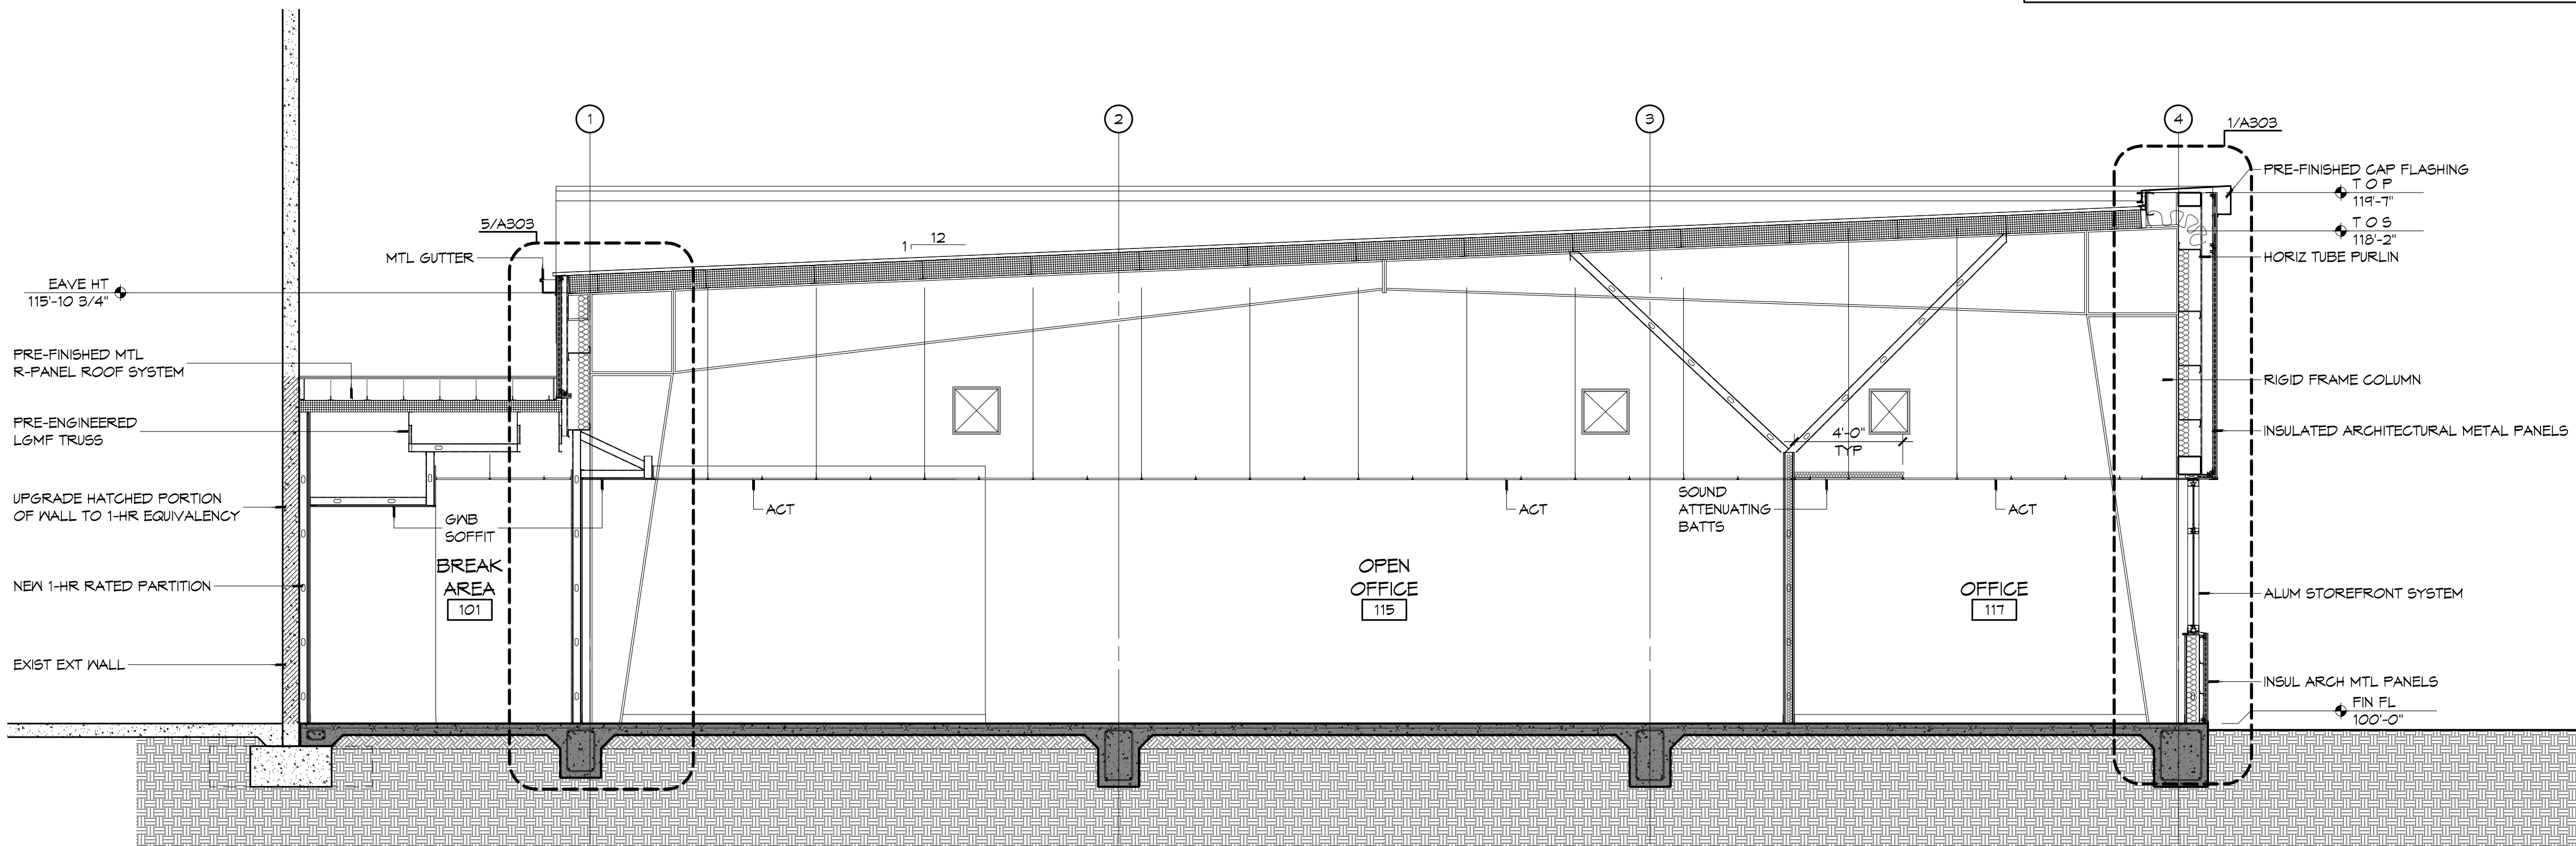 1
2
3
4
1/A303
PRE-FINISHED CAP FLASHING
T O P
119'-7"
T O S
118'-2"
HORIZ TUBE PURLIN
5/A303
MTL GUTTER
1
12
EAVE HT
115'-10 3/4"
PRE-FINISHED MTL
R-PANEL ROOF SYSTEM
RIGID FRAME COLUMN
PRE-ENGINEERED
LGMF TRUSS
4'-0"
TYP
INSULATED ARCHITECTURAL METAL PANELS
UPGRADE HATCHED PORTION
OF WALL TO 1-HR EQUIVALENCY
GWB
SOFFIT
ACT
ACT
SOUND
ATTENUATING
BATTS
ACT
BREAK
AREA
101
OPEN
OFFICE
115
OFFICE
117
NEW 1-HR RATED PARTITION
ALUM STOREFRONT SYSTEM
EXIST EXT WALL
INSUL ARCH MTL PANELS
FIN FL
100'-0"